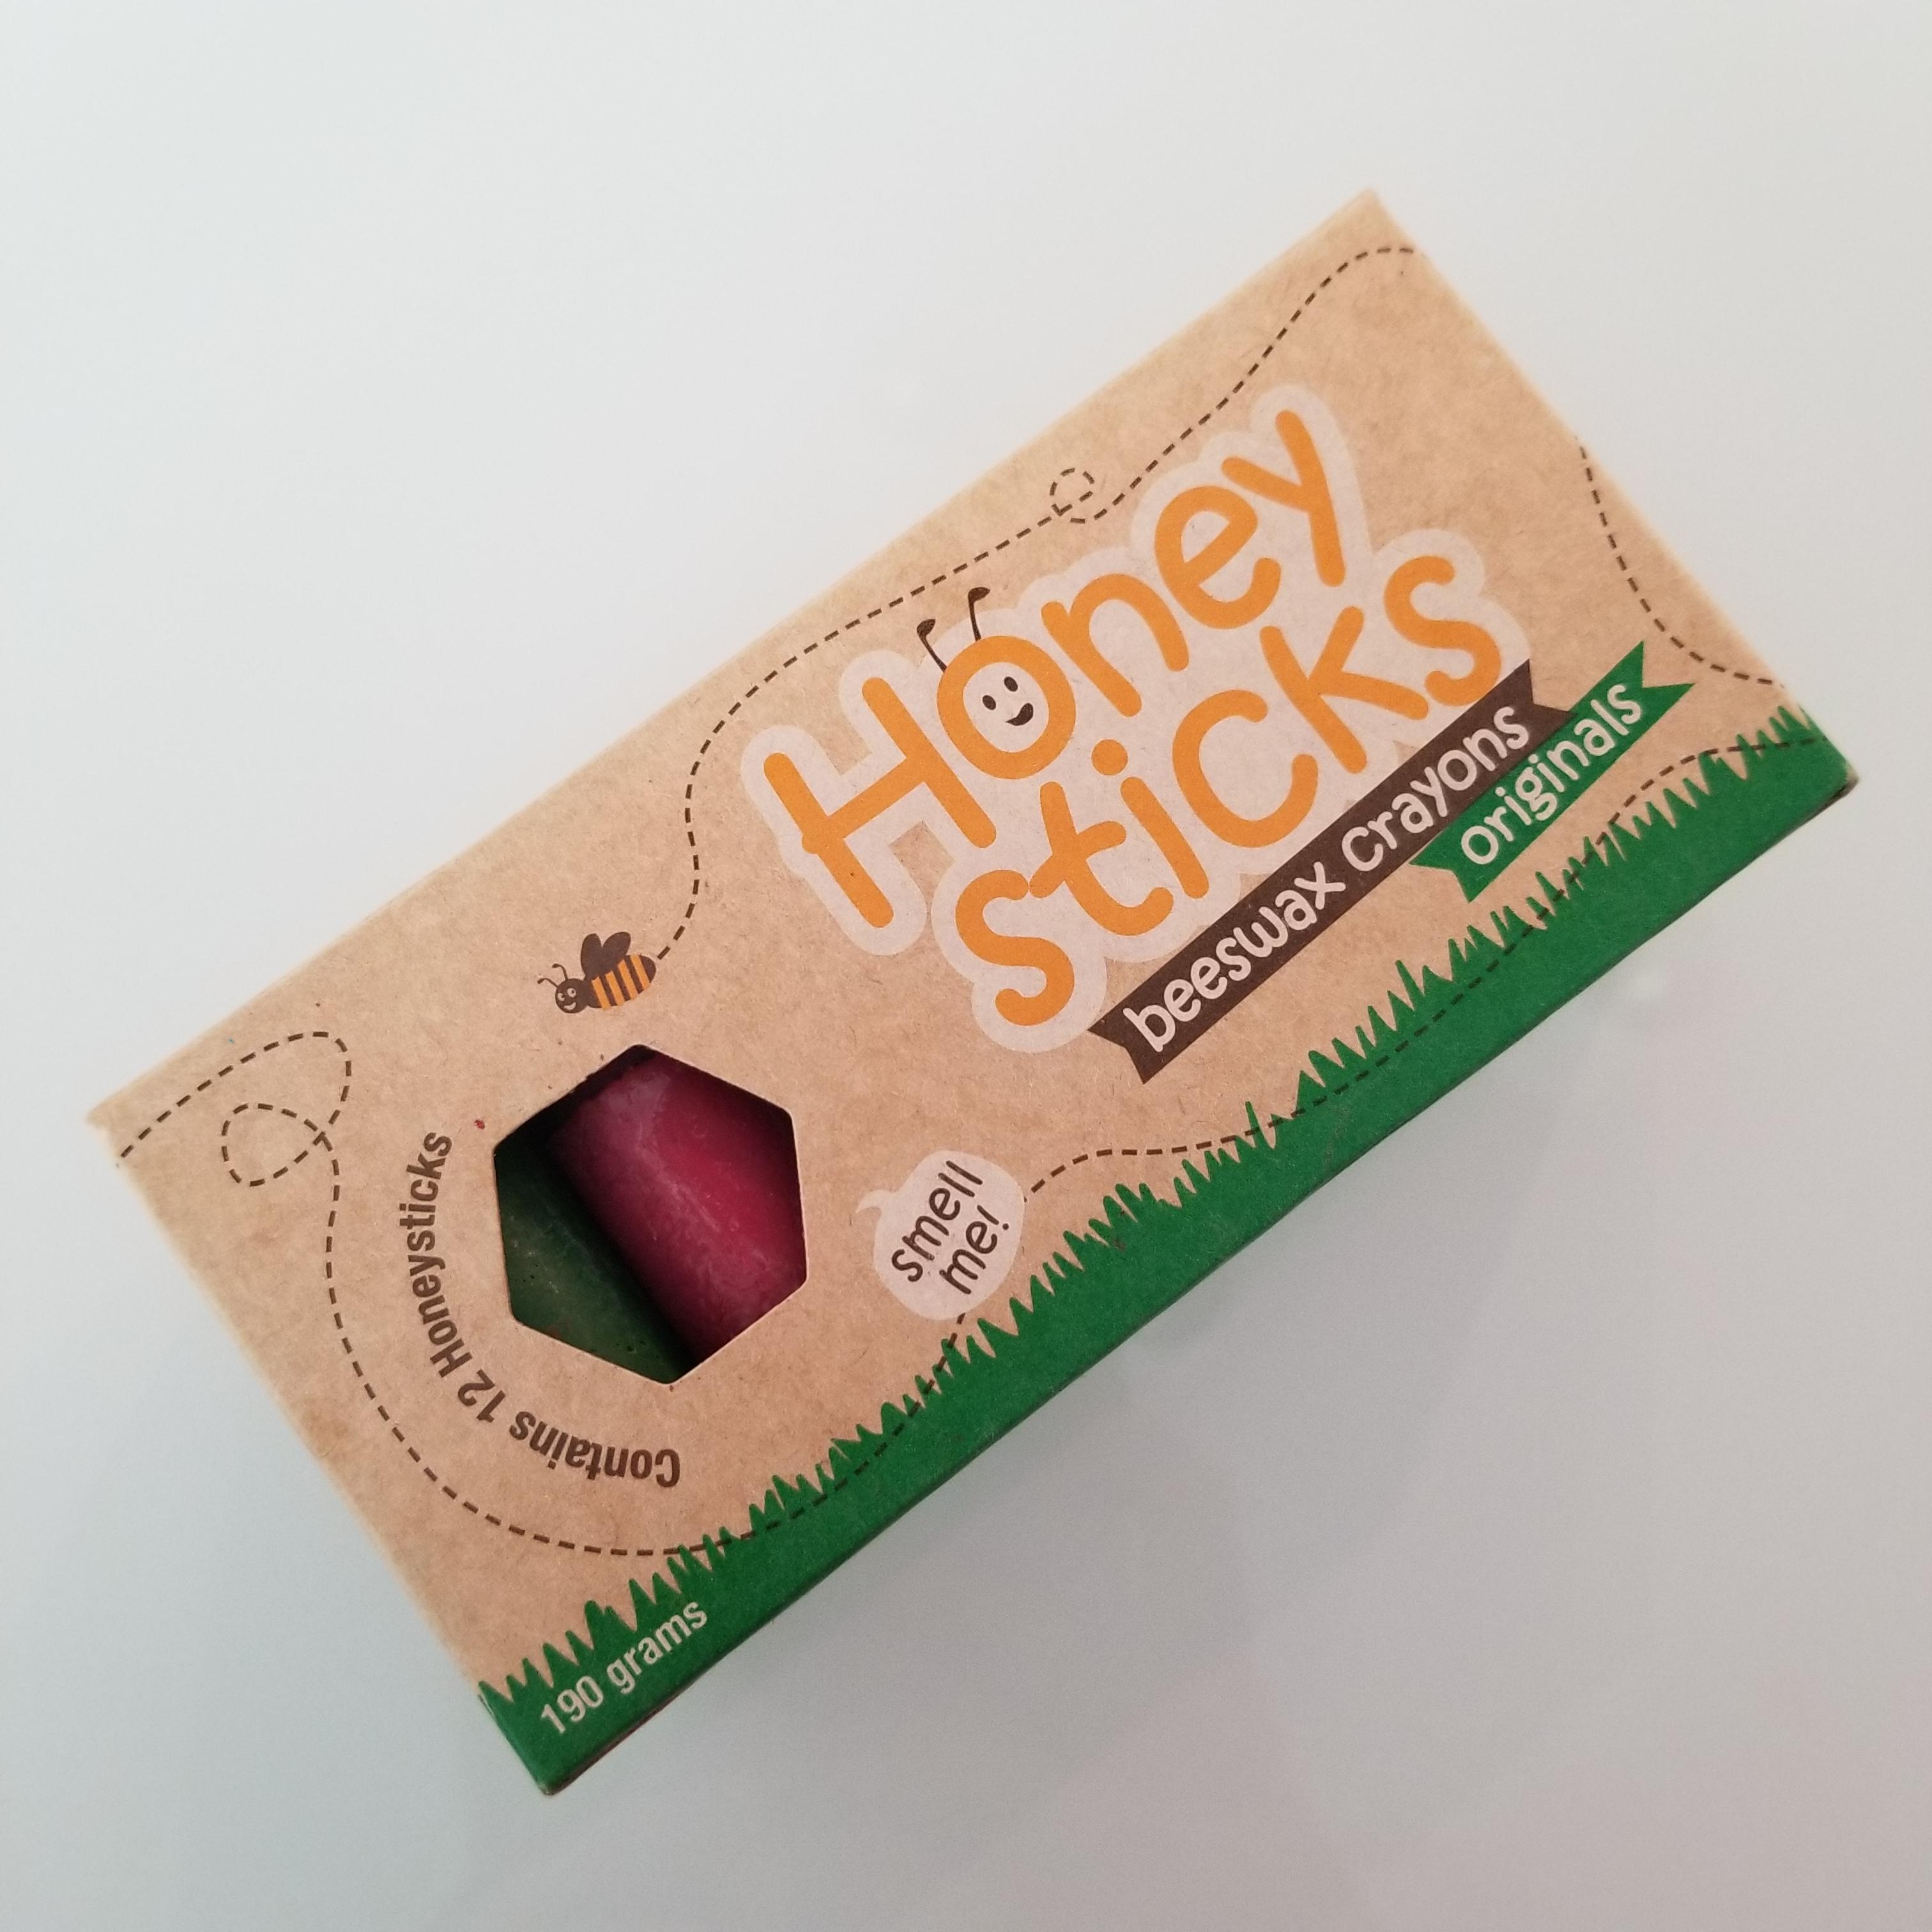 Honey
sticks
beeswax crayons
originals
smell
me!
Contains 12 Honeysticks
190 grams